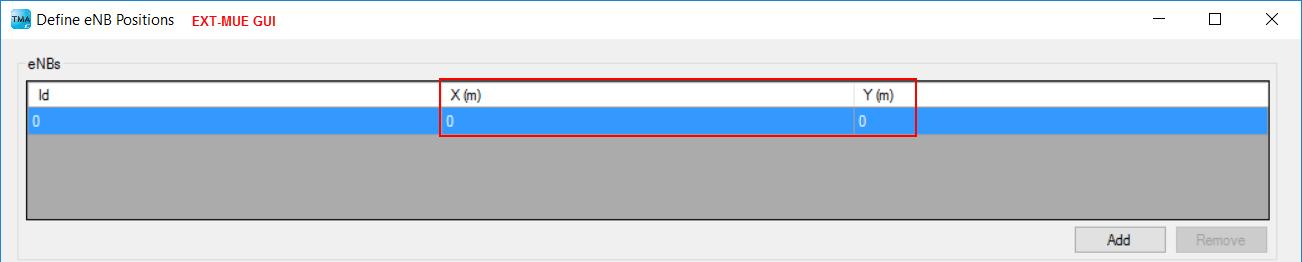 TMA Define eNB Positions EXT-MUE GUI
eNBs
Id X (m) Y (m)
0 0 0
Add Remove